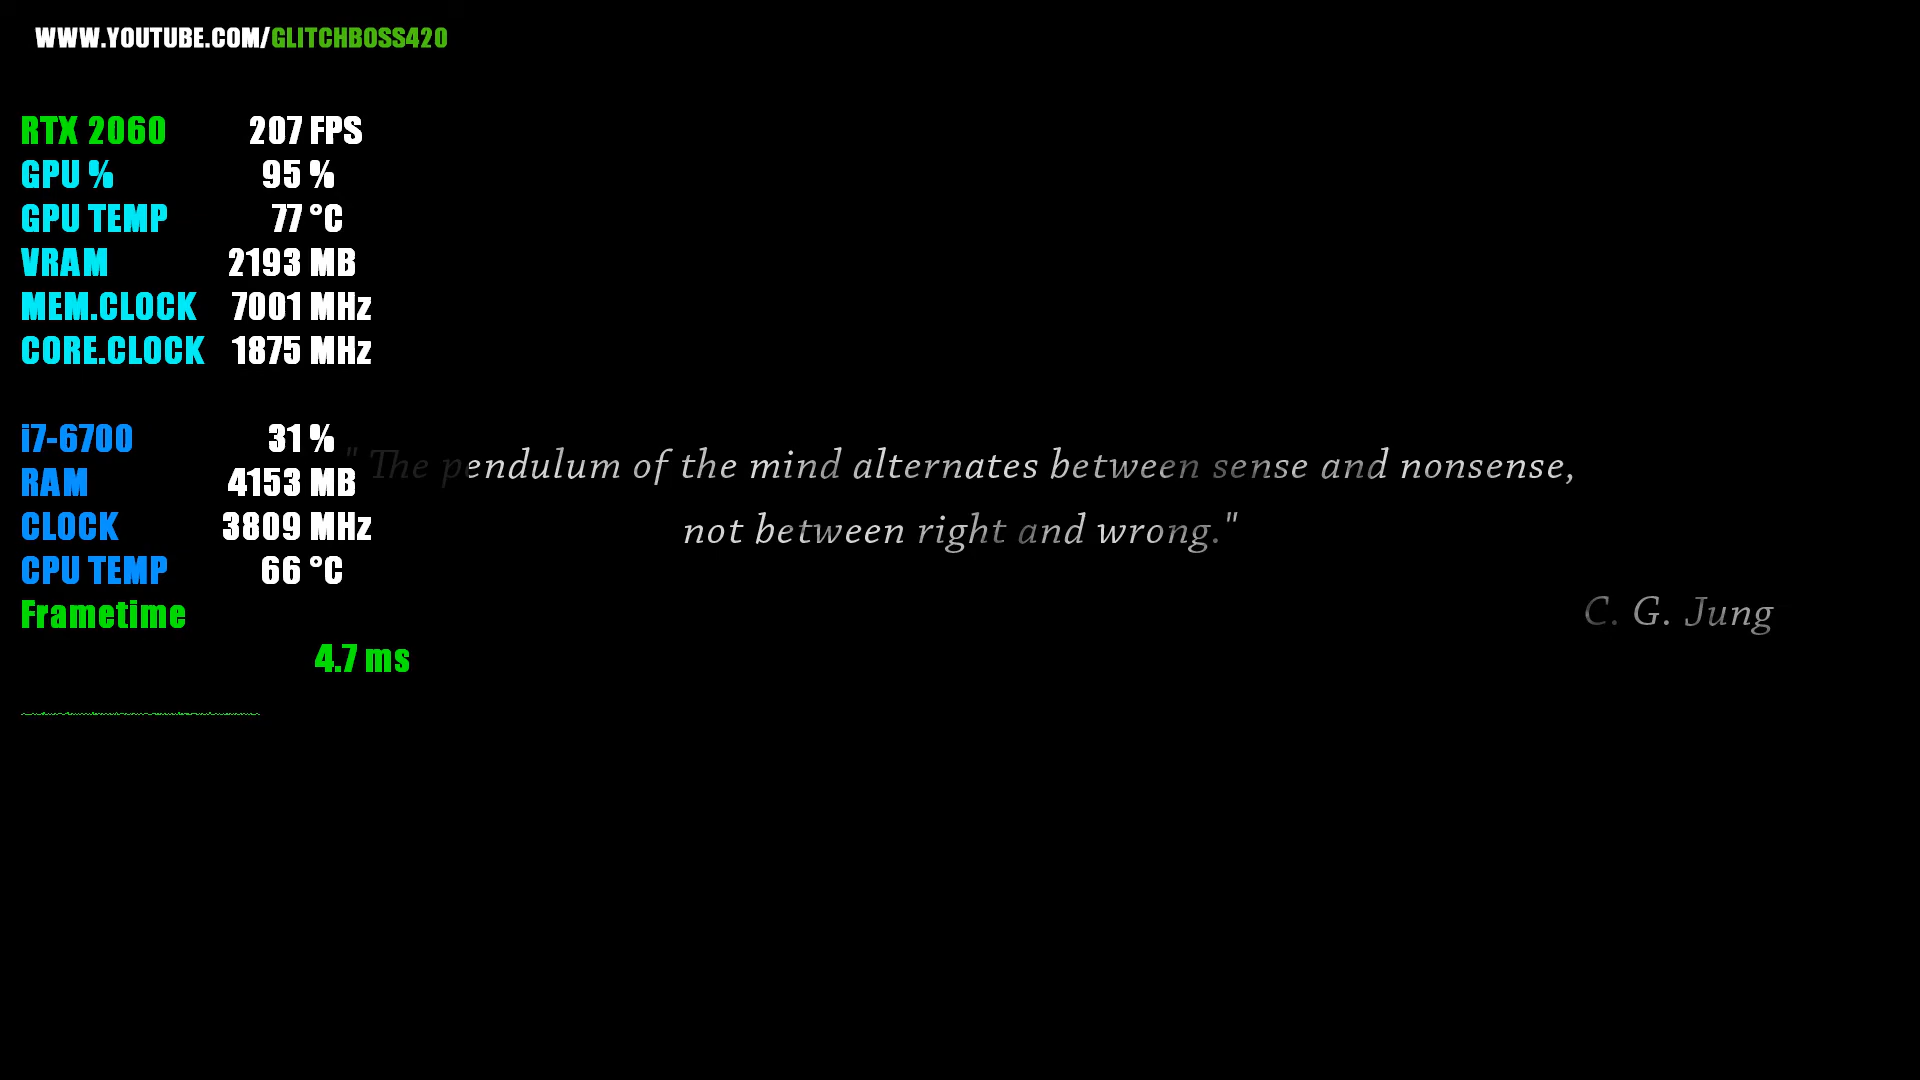 WWW.YOUTUBE.COM/GLITCHBOSS420
RTX 2060 207 FPS
GPU % 95 %
GPU TEMP 77 °C
VRAM 2193 MB
MEM.CLOCK 7001 MHz
CORE.CLOCK 1875 MHz
i7-6700 31 %
RAM 4153 MB
CLOCK 3809 MHz
CPU TEMP 66 °C
Frametime
4.7 ms
" The pendulum of the mind alternates between sense and nonsense,
not between right and wrong."
C. G. Jung